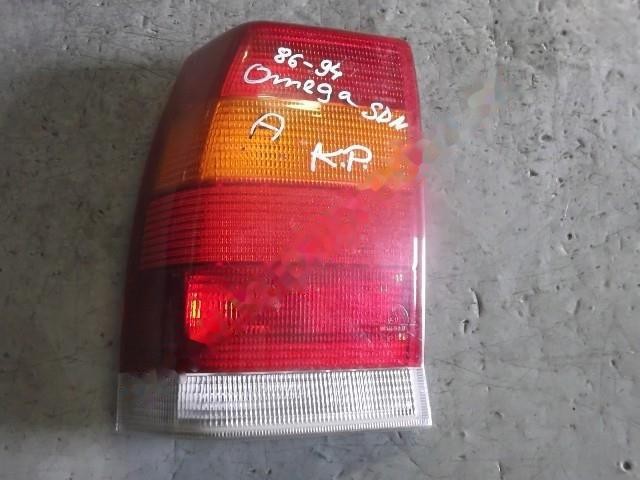 86-94
Omega SDN
A K.P.